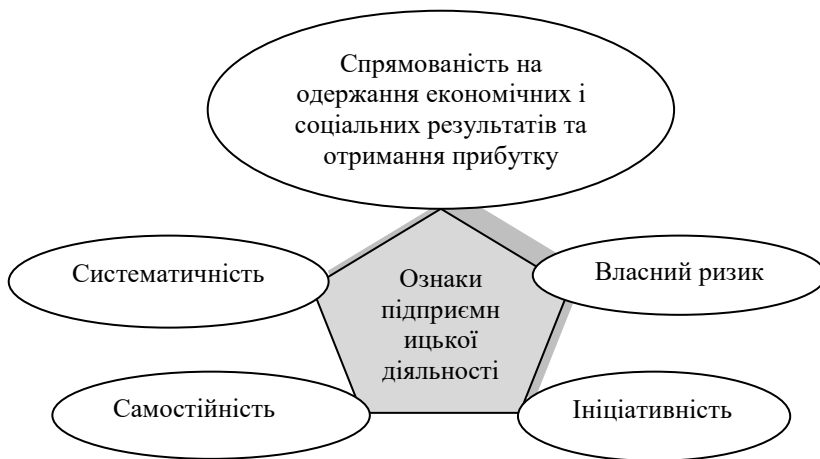 Спрямованість на
одержання економічних і
соціальних результатів та
отримання прибутку
Систематичність
Ознаки
підприємн
ицької
діяльності
Власний ризик
Самостійність
Ініціативність